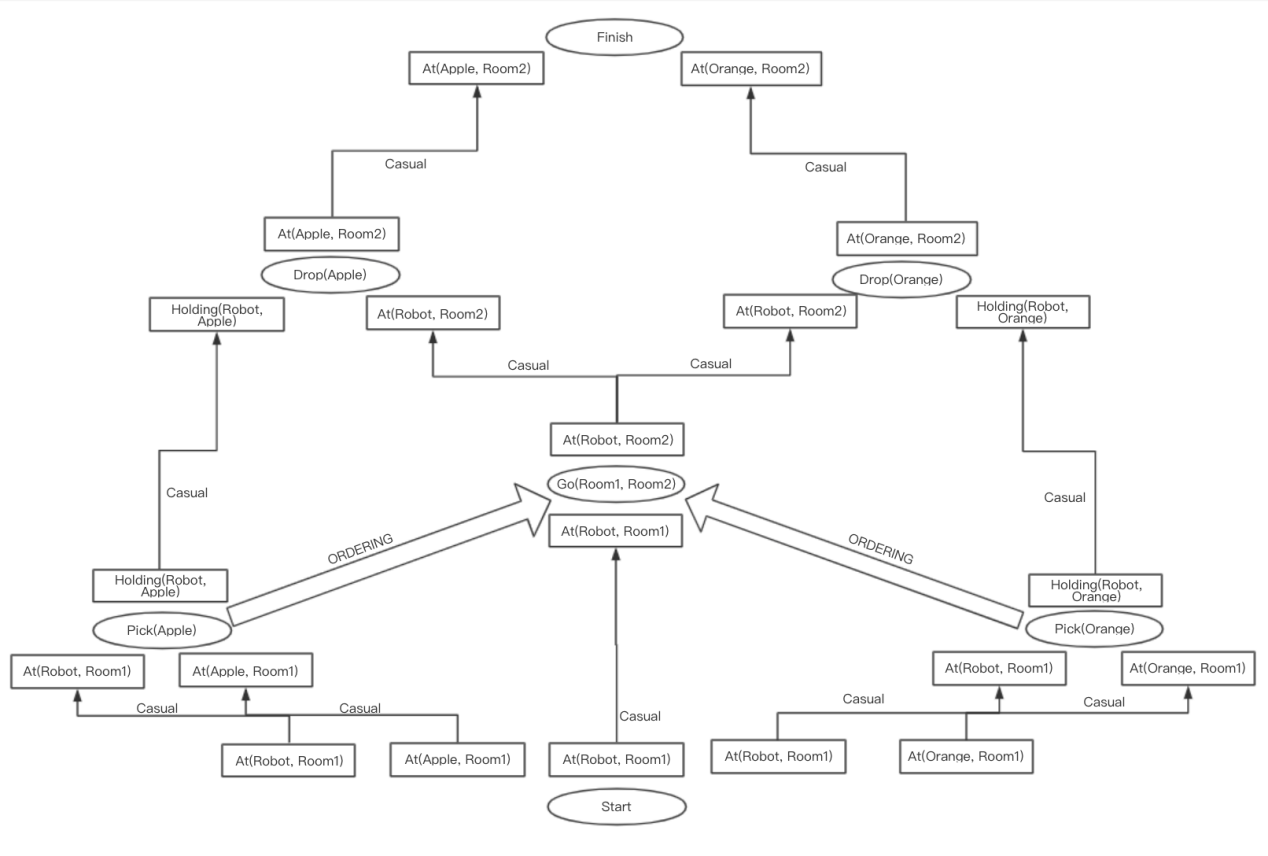 Finish
At(Apple, Room2)
At(Orange, Room2)
Casual
Casual
At(Apple, Room2)
At(Orange, Room2)
Drop(Apple)
Drop(Orange)
Holding(Robot,
Apple)
At(Robot, Room2)
At(Robot, Room2)
Holding(Robot,
Orange)
Casual
Casual
At(Robot, Room2)
Go(Room1, Room2)
Casual
Casual
At(Robot, Room1)
ORDERING
ORDERING
Holding(Robot,
Apple)
Holding(Robot,
Orange)
Pick(Apple)
Pick(Orange)
At(Robot, Room1)
At(Apple, Room1)
At(Robot, Room1)
At(Orange, Room1)
Casual
Casual
Casual
Casual
Casual
At(Robot, Room1)
At(Apple, Room1)
At(Robot, Room1)
At(Robot, Room1)
At(Orange, Room1)
Start